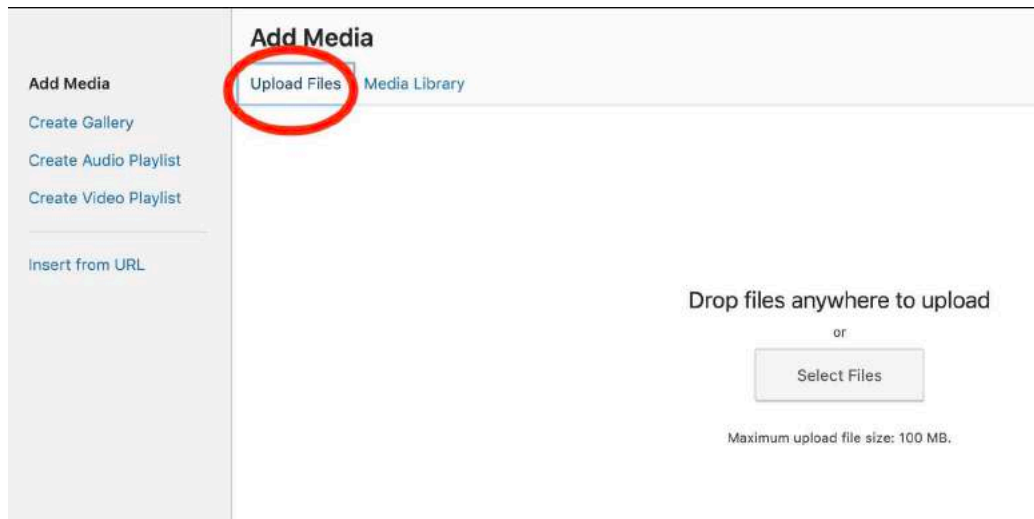 Add Media
Create Gallery
Create Audio Playlist
Create Video Playlist
Insert from URL
Add Media
Upload Files Media Library
Drop files anywhere to upload
or
Select Files
Maximum upload file size: 100 MB.